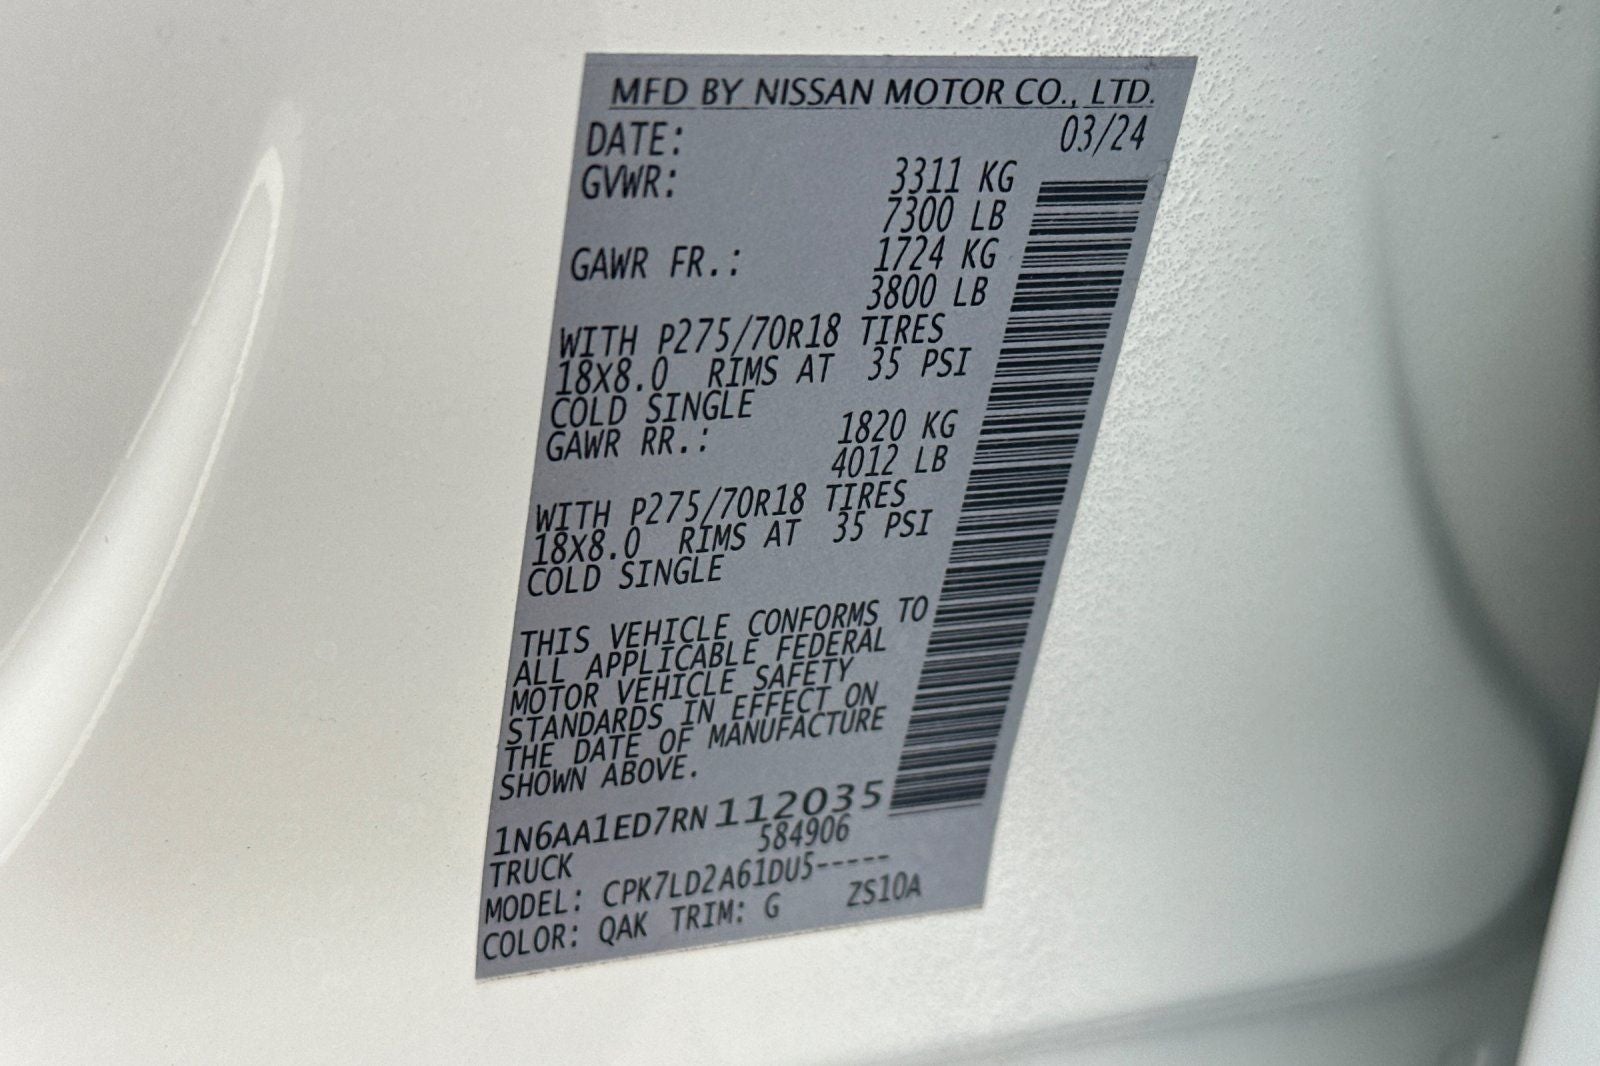 MFD BY NISSAN MOTOR CO., LTD.
DATE: 03/24
GVWR: 3311 KG
7300 LB
GAWR FR.: 1724 KG
3800 LB
WITH P275/70R18 TIRES
18X8.0 RIMS AT 35 PSI
COLD SINGLE
GAWR RR.: 1820 KG
4012 LB
WITH P275/70R18 TIRES
18X8.0 RIMS AT 35 PSI
COLD SINGLE
THIS VEHICLE CONFORMS TO
ALL APPLICABLE FEDERAL
MOTOR VEHICLE SAFETY
STANDARDS IN EFFECT ON
THE DATE OF MANUFACTURE
SHOWN ABOVE.
1N6AA1ED7RN112035
TRUCK 584906
MODEL: CPK7LD2A61DU5-----
COLOR: QAK TRIM: G ZS10A